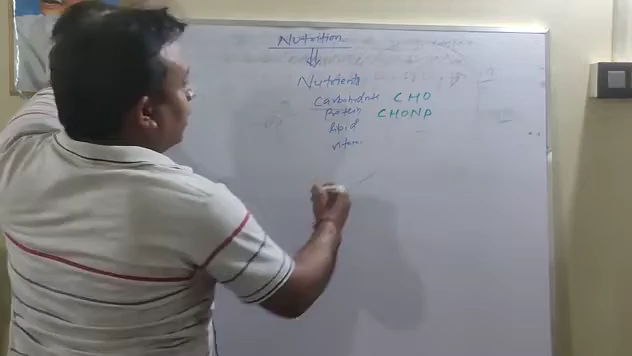 Nutrition
Nutrients
Carbohydrate CHO
Protein CHONP
lipid
vitam